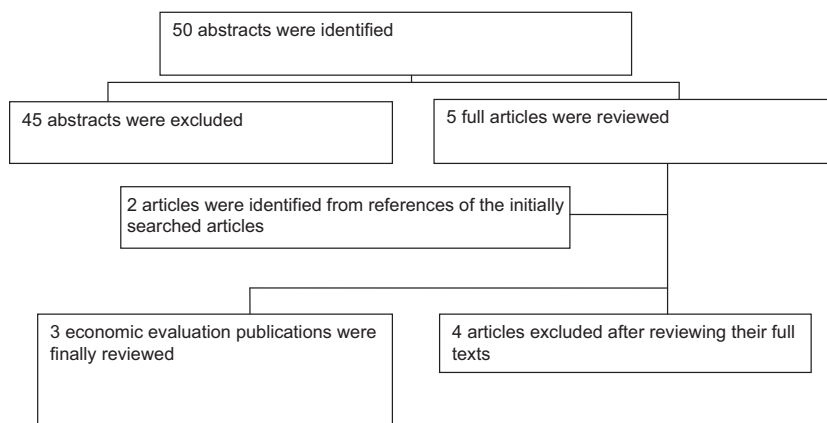 50 abstracts were identified
45 abstracts were excluded
5 full articles were reviewed
2 articles were identified from references of the initially
searched articles
3 economic evaluation publications were
finally reviewed
4 articles excluded after reviewing their full
texts